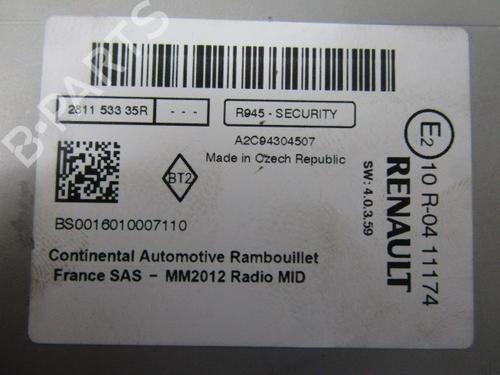 2811 533 35R
- - -
R945 - SECURITY
A2C94304507
Made in Czech Republic
BT2
BS0016010007110
Continental Automotive Rambouillet
France SAS - MM2012 Radio MID
E2
10 R-04 11174
RENAULT
SW: 4.0.3.59
B-PARTS